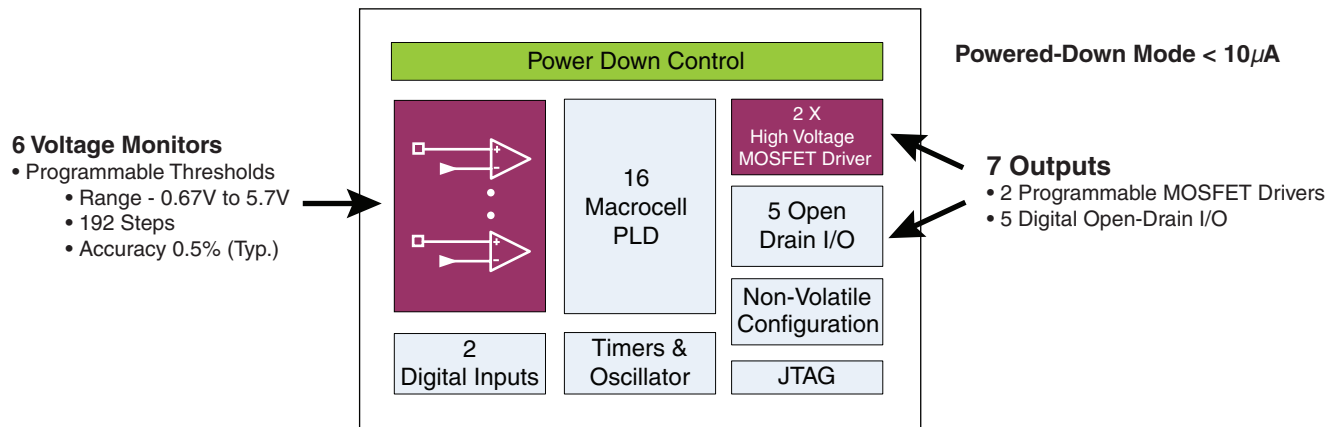 Power Down Control
Powered-Down Mode < 10µA
6 Voltage Monitors
• Programmable Thresholds
• Range - 0.67V to 5.7V
• 192 Steps
• Accuracy 0.5% (Typ.)
+
−
+
−
16
Macrocell
PLD
2 X
High Voltage
MOSFET Driver
5 Open
Drain I/O
Non-Volatile
Configuration
2
Digital Inputs
Timers &
Oscillator
JTAG
7 Outputs
• 2 Programmable MOSFET Drivers
• 5 Digital Open-Drain I/O